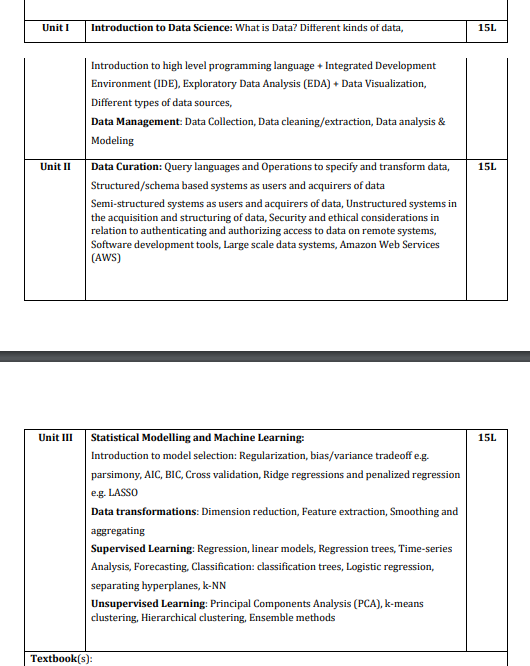 Unit I Introduction to Data Science: What is Data? Different kinds of data, 15L
Introduction to high level programming language + Integrated Development
Environment (IDE), Exploratory Data Analysis (EDA) + Data Visualization,
Different types of data sources,
Data Management: Data Collection, Data cleaning/extraction, Data analysis &
Modeling
Unit II Data Curation: Query languages and Operations to specify and transform data, 15L
Structured/schema based systems as users and acquirers of data
Semi-structured systems as users and acquirers of data, Unstructured systems in
the acquisition and structuring of data, Security and ethical considerations in
relation to authenticating and authorizing access to data on remote systems,
Software development tools, Large scale data systems, Amazon Web Services
(AWS)
Unit III Statistical Modelling and Machine Learning: 15L
Introduction to model selection: Regularization, bias/variance tradeoff e.g.
parsimony, AIC, BIC, Cross validation, Ridge regressions and penalized regression
e.g. LASSO
Data transformations: Dimension reduction, Feature extraction, Smoothing and
aggregating
Supervised Learning: Regression, linear models, Regression trees, Time-series
Analysis, Forecasting, Classification: classification trees, Logistic regression,
separating hyperplanes, k-NN
Unsupervised Learning: Principal Components Analysis (PCA), k-means
clustering, Hierarchical clustering, Ensemble methods
Textbook(s):